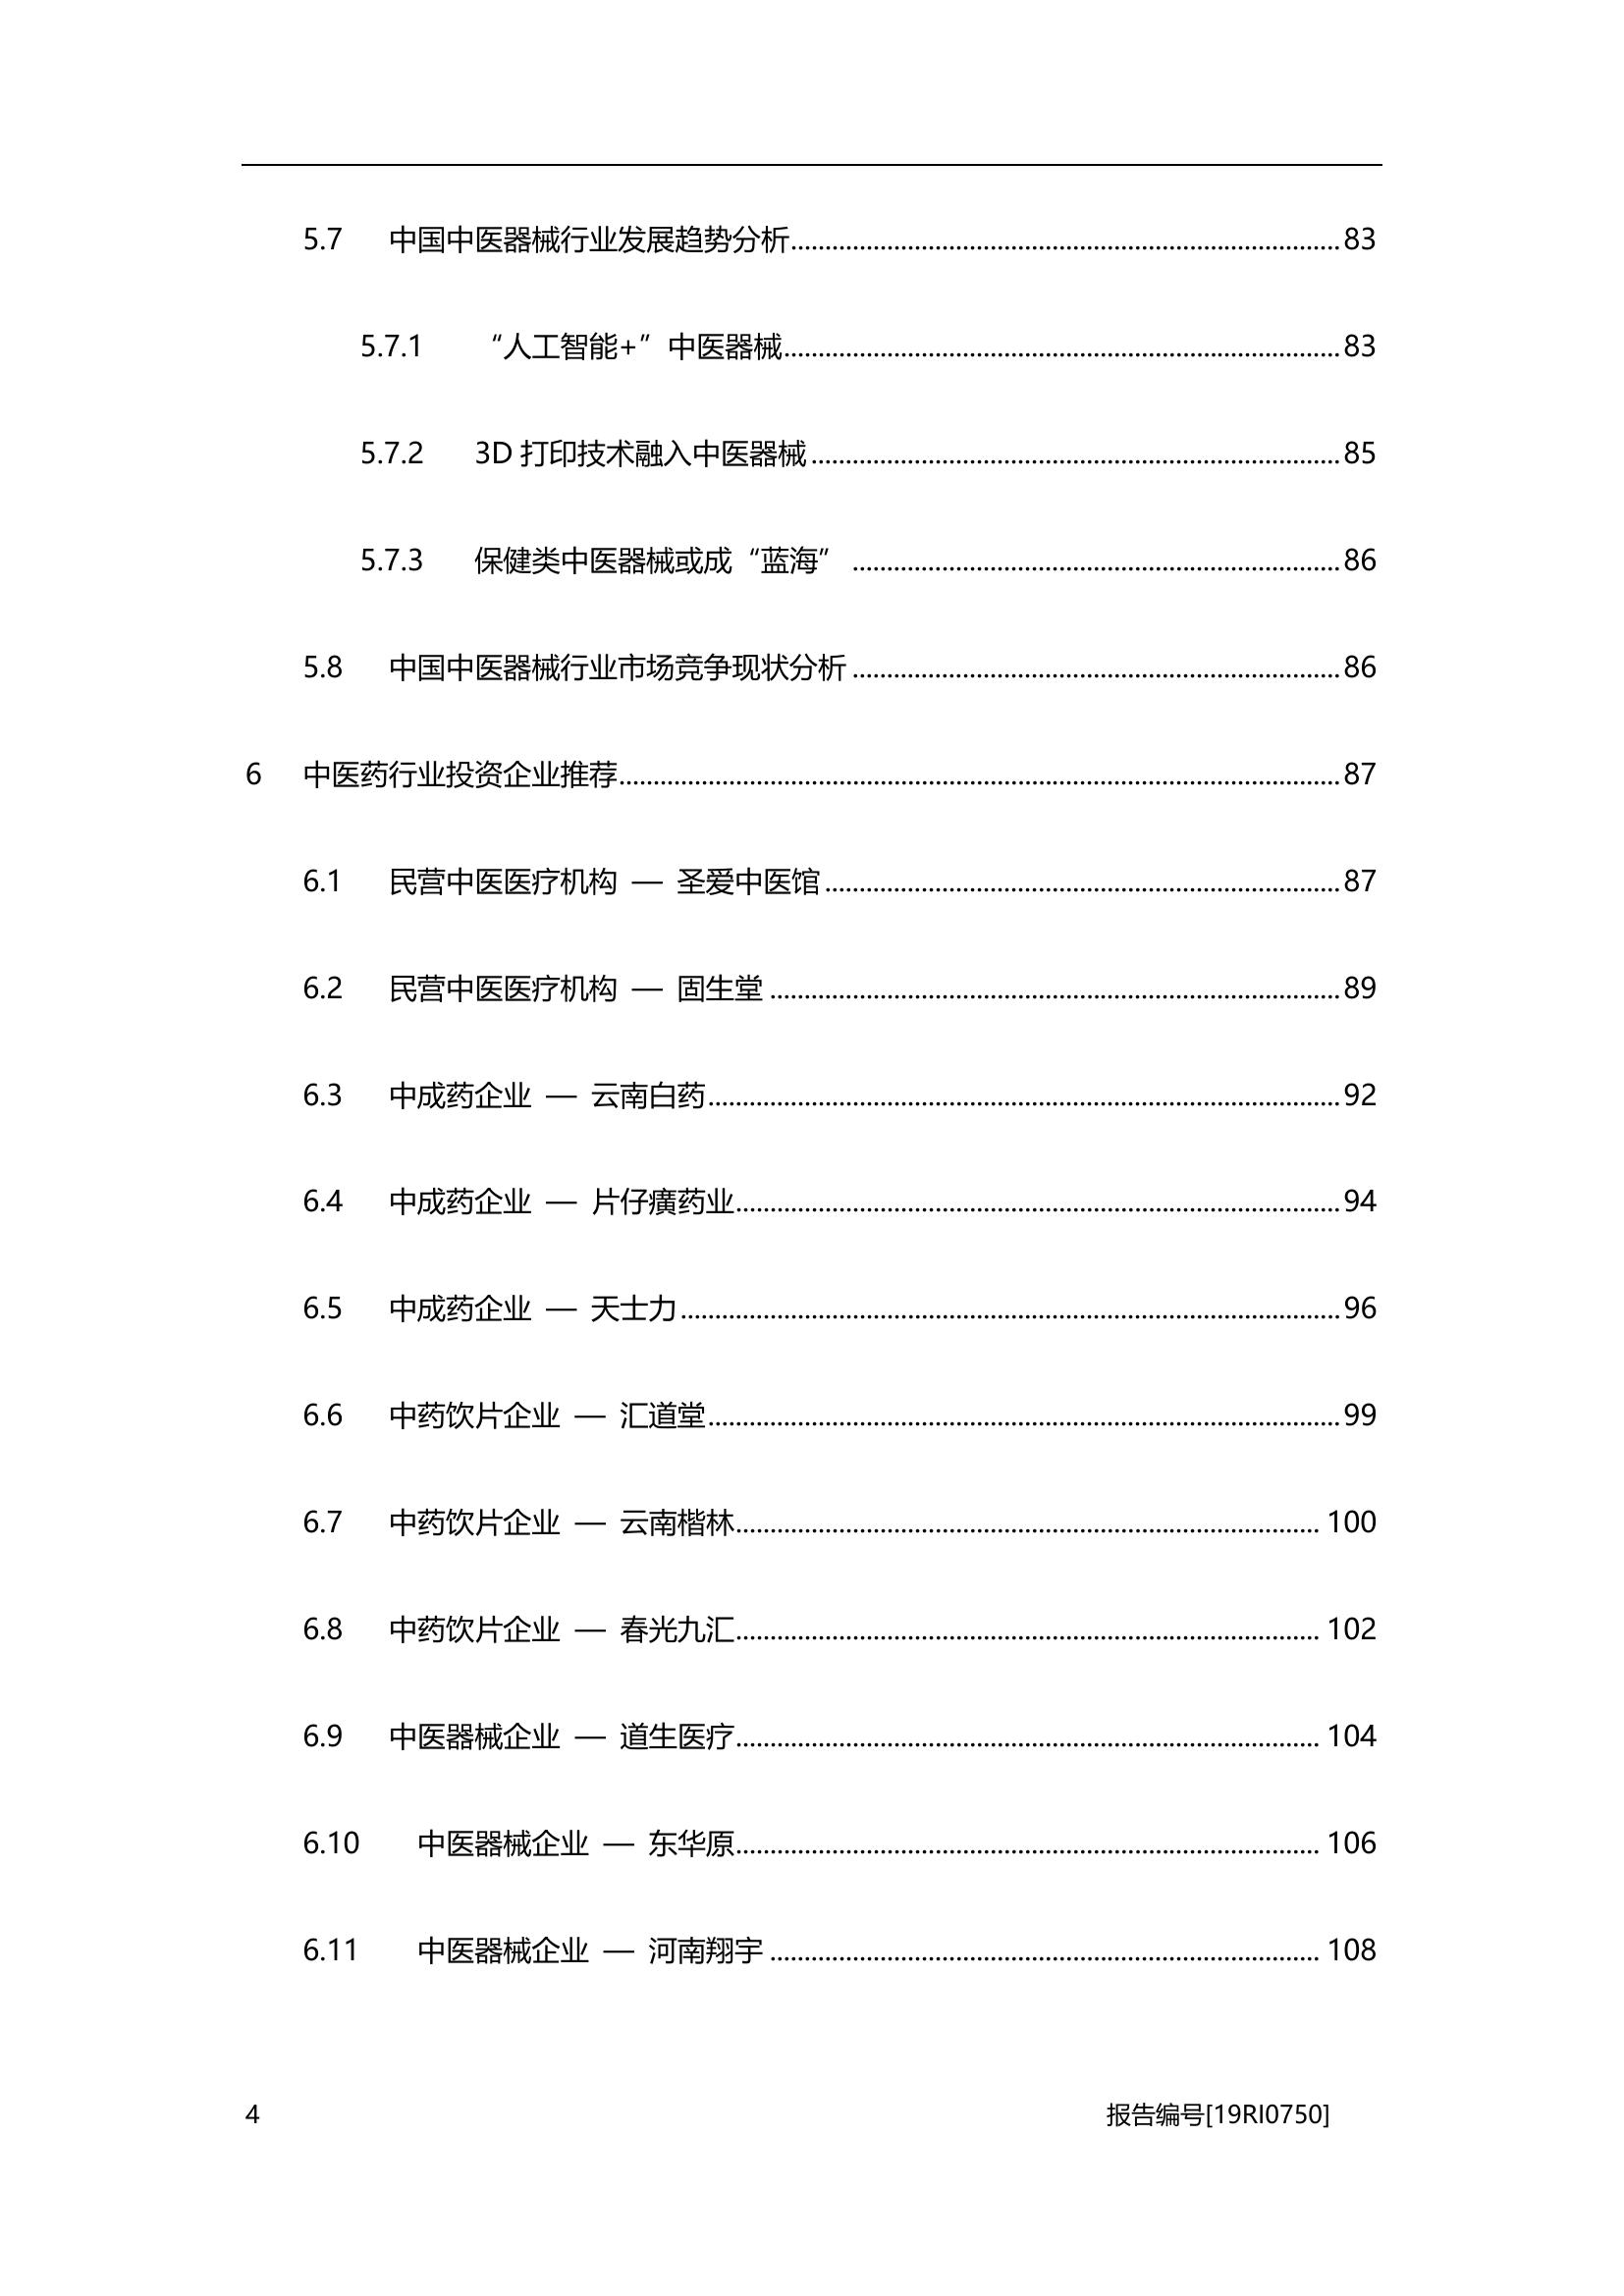 5.7 中国中医器械行业发展趋势分析................................................................................83
5.7.1 “人工智能+”中医器械................................................................................83
5.7.2 3D 打印技术融入中医器械............................................................................85
5.7.3 保健类中医器械或成“蓝海”.......................................................................86
5.8 中国中医器械行业市场竞争现状分析.......................................................................86
6 中医药行业投资企业推荐........................................................................................................87
6.1 民营中医医疗机构 — 圣爱中医馆...........................................................................87
6.2 民营中医医疗机构 — 固生堂...................................................................................89
6.3 中成药企业 — 云南白药............................................................................................92
6.4 中成药企业 — 片仔癀药业........................................................................................94
6.5 中成药企业 — 天士力................................................................................................96
6.6 中药饮片企业 — 汇道堂............................................................................................99
6.7 中药饮片企业 — 云南楷林..................................................................................... 100
6.8 中药饮片企业 — 春光九汇..................................................................................... 102
6.9 中医器械企业 — 道生医疗..................................................................................... 104
6.10 中医器械企业 — 东华原..................................................................................... 106
6.11 中医器械企业 — 河南翔宇................................................................................ 108
4 报告编号[19RI0750]